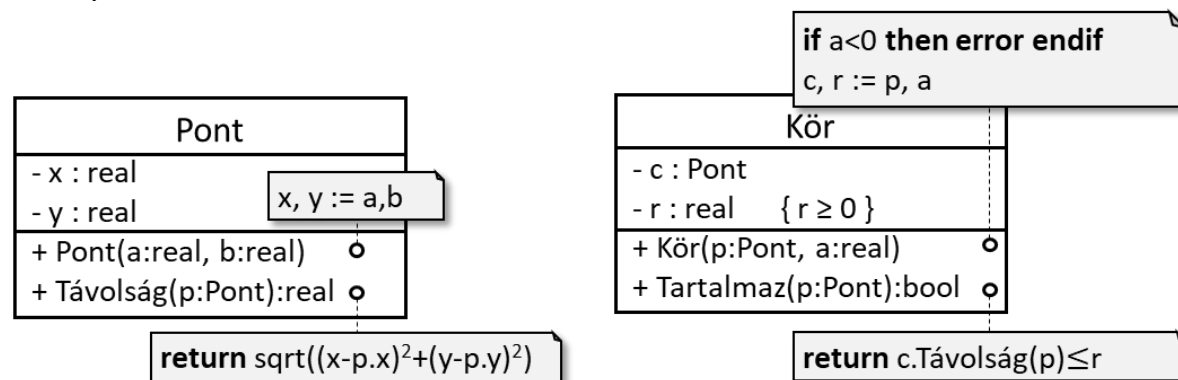 Pont
- x : real
- y : real
x, y := a,b
+ Pont(a:real, b:real)
+ Távolság(p:Pont):real
return sqrt((x-p.x)²+(y-p.y)²)
if a<0 then error endif
c, r := p, a
Kör
- c : Pont
- r : real { r ≥ 0 }
+ Kör(p:Pont, a:real)
+ Tartalmaz(p:Pont):bool
return c.Távolság(p)≤r